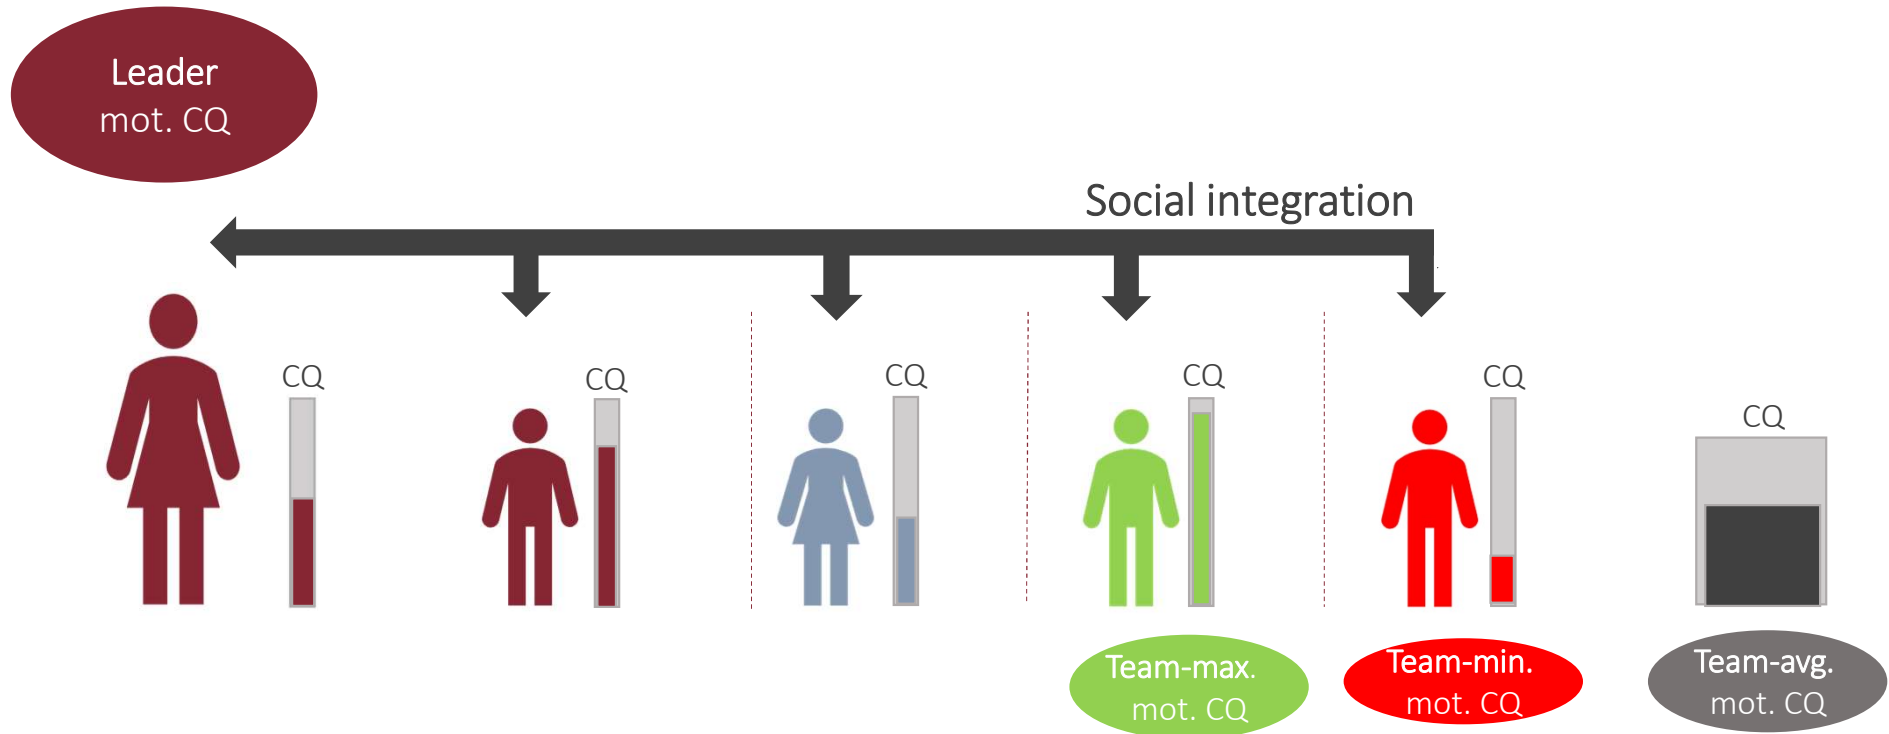 Leader
mot. CQ
Social integration
CQ
CQ
CQ
CQ
CQ
CQ
Team-max.
mot. CQ
Team-min.
mot. CQ
Team-avg.
mot. CQ